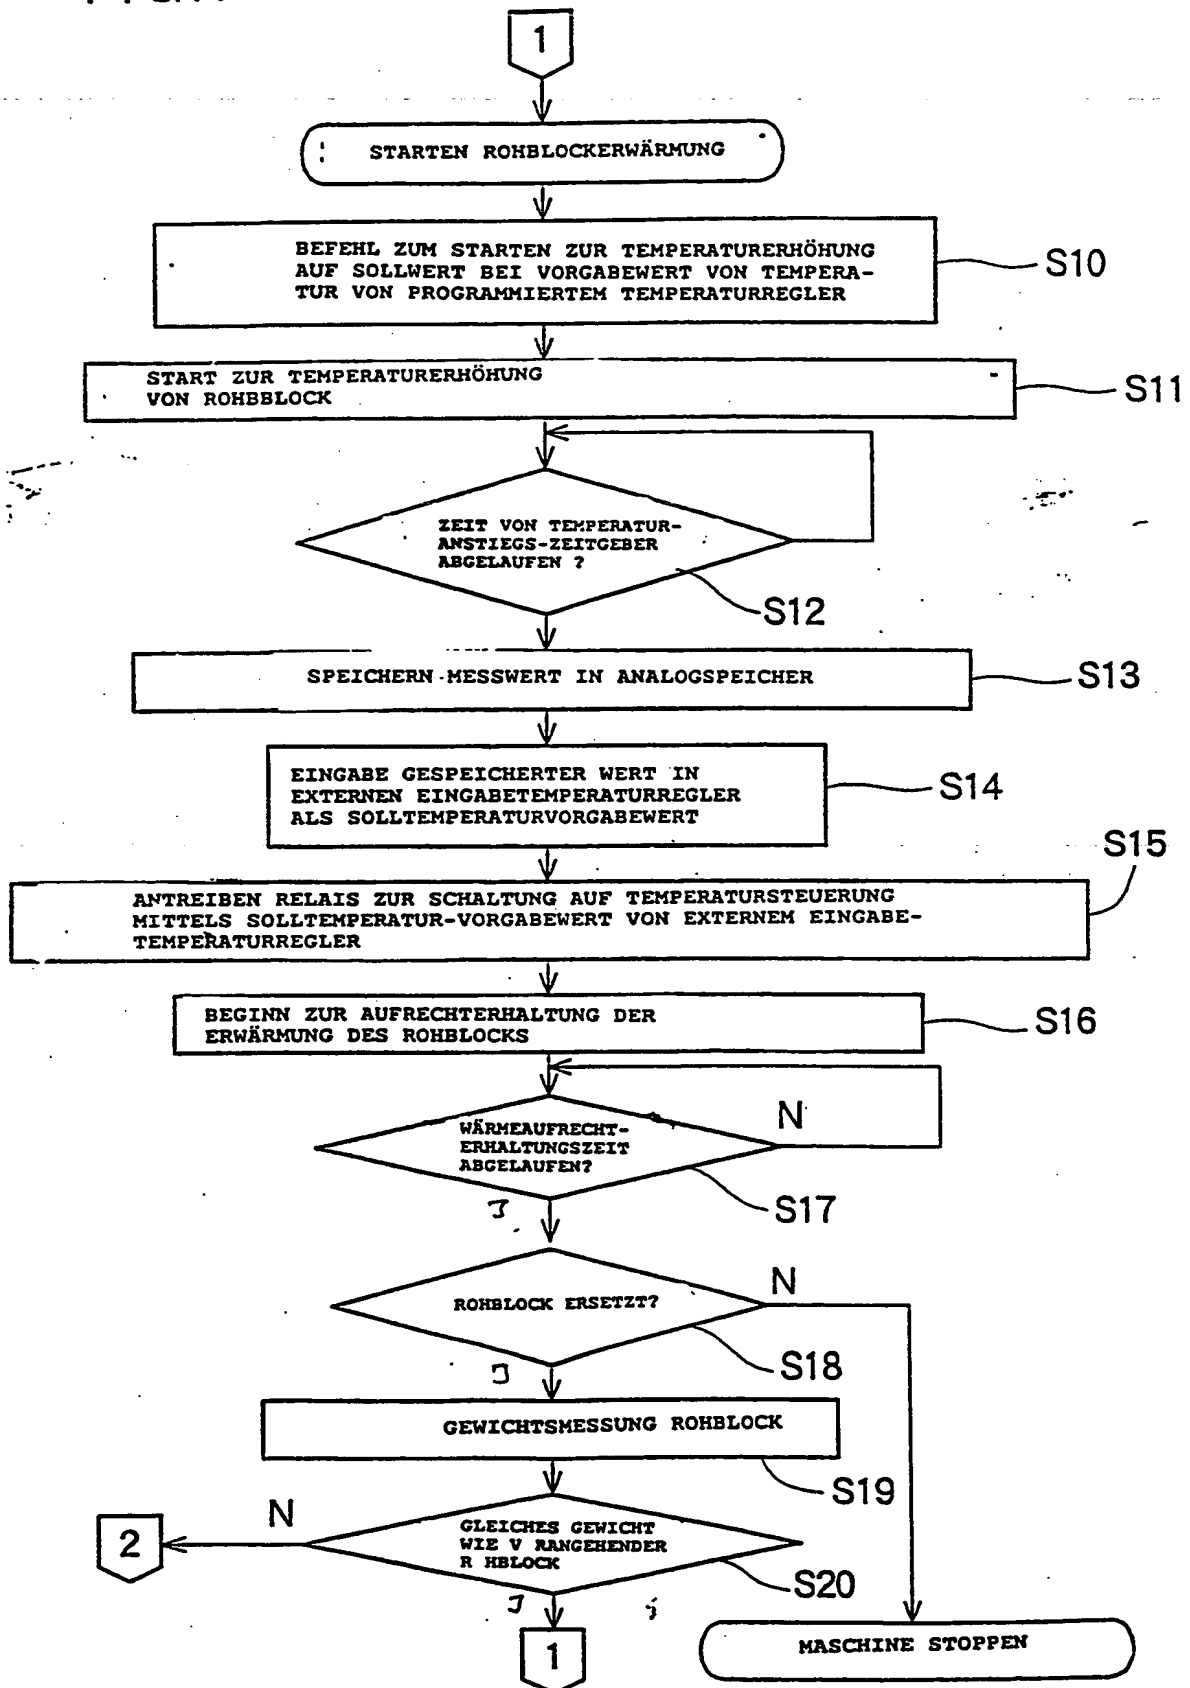 1
STARTEN ROHBLOCKERWÄRMUNG
BEFEHL ZUM STARTEN ZUR TEMPERATURERHÖHUNG
AUF SOLLWERT BEI VORGABEWERT VON TEMPERA-
TUR VON PROGRAMMIERTEM TEMPERATURREGLER
S10
START ZUR TEMPERATURERHÖHUNG
VON ROHBBLOCK
S11
ZEIT VON TEMPERATUR-
ANSTIEGS-ZEITGEBER
ABGELAUFEN ?
S12
SPEICHERN MESSWERT IN ANALOGSPEICHER
S13
EINGABE GESPEICHERTER WERT IN
EXTERNEN EINGABETEMPERATURREGLER
ALS SOLLTEMPERATURVORGABEWERT
S14
S15
ANTREIBEN RELAIS ZUR SCHALTUNG AUF TEMPERATURSTEUERUNG
MITTELS SOLLTEMPERATUR-VORGABEWERT VON EXTERNEM EINGABE-
TEMPERATURREGLER
BEGINN ZUR AUFRECHTERHALTUNG DER
ERWÄRMUNG DES ROHBLOCKS
S16
WÄRMEAUFRECHT-
ERHALTUNGSZEIT
ABGELAUFEN?
N
S17
J
ROHBLOCK ERSETZT?
N
S18
J
GEWICHTSMESSUNG ROHBLOCK
S19
N
2
GLEICHES GEWICHT
WIE V RANGEHENDER
R HBLOCK
S20
J
1
MASCHINE STOPPEN